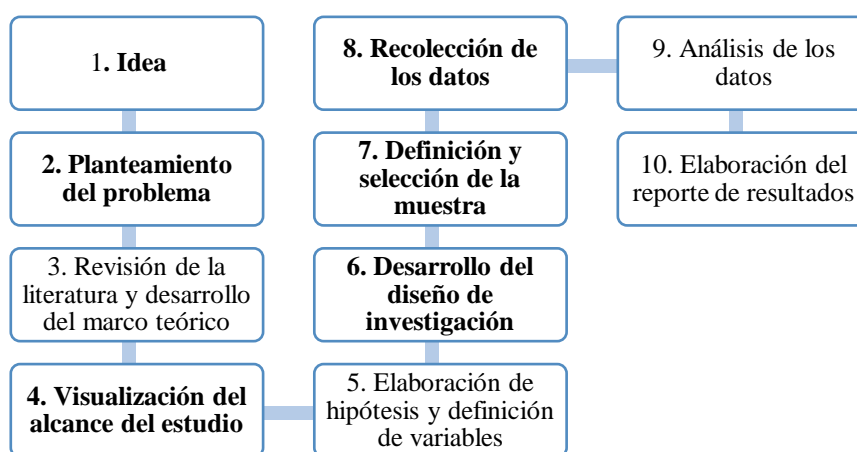 1. Idea
2. Planteamiento
del problema
3. Revisión de la
literatura y desarrollo
del marco teórico
4. Visualización del
alcance del estudio
5. Elaboración de
hipótesis y definición
de variables
6. Desarrollo del
diseño de
investigación
7. Definición y
selección de la
muestra
8. Recolección de
los datos
9. Análisis de los
datos
10. Elaboración del
reporte de resultados